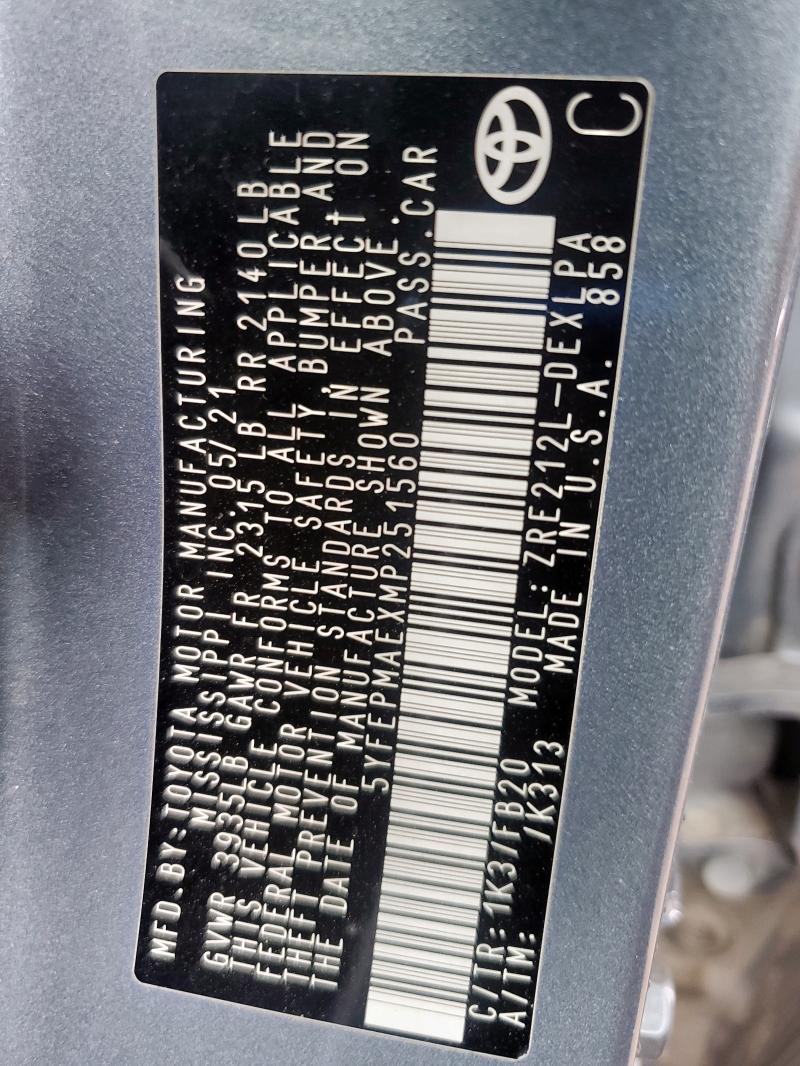 MFD.BY:TOYOTA MOTOR MANUFACTURING
MISSISSIPPI INC.05/21
GVWR 3935LB GAWR FR 2315 LB RR 2140LB
THIS VEHICLE CONFORMS TO ALL APPLICABLE
FEDERAL MOTOR VEHICLE SAFETY, BUMPER, AND
THEFT PREVENTION STANDARDS IN EFFECT ON
THE DATE OF MANUFACTURE SHOWN ABOVE.
5YFEPMAEXMP251560 PASS.CAR
C/TR: 1K3/FB20 MODEL: ZRE212L-DEXLPA
A/TM: /K313 MADE IN U.S.A. 858
C